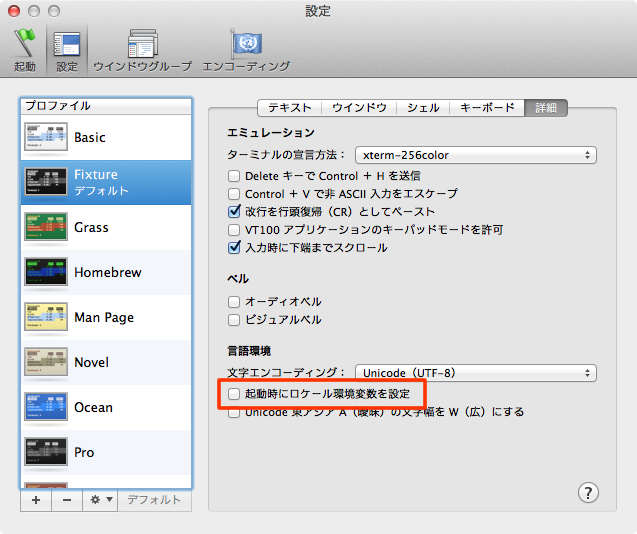 設定
起動
設定
ウインドウグループ
エンコーディング
プロファイル
Basic
Fixture
デフォルト
Grass
Homebrew
Man Page
Novel
Ocean
Pro
+
−
デフォルト
テキスト
ウインドウ
シェル
キーボード
詳細
エミュレーション
ターミナルの宣言方法： xterm-256color
Delete キーで Control + H を送信
Control + V で非 ASCII 入力をエスケープ
改行を行頭復帰（CR）としてペースト
VT100 アプリケーションのキーパッドモードを許可
入力時に下端までスクロール
ベル
オーディオベル
ビジュアルベル
言語環境
文字エンコーディング： Unicode（UTF-8）
起動時にロケール環境変数を設定
Unicode 東アジア A（曖昧）の文字幅を W（広）にする
?